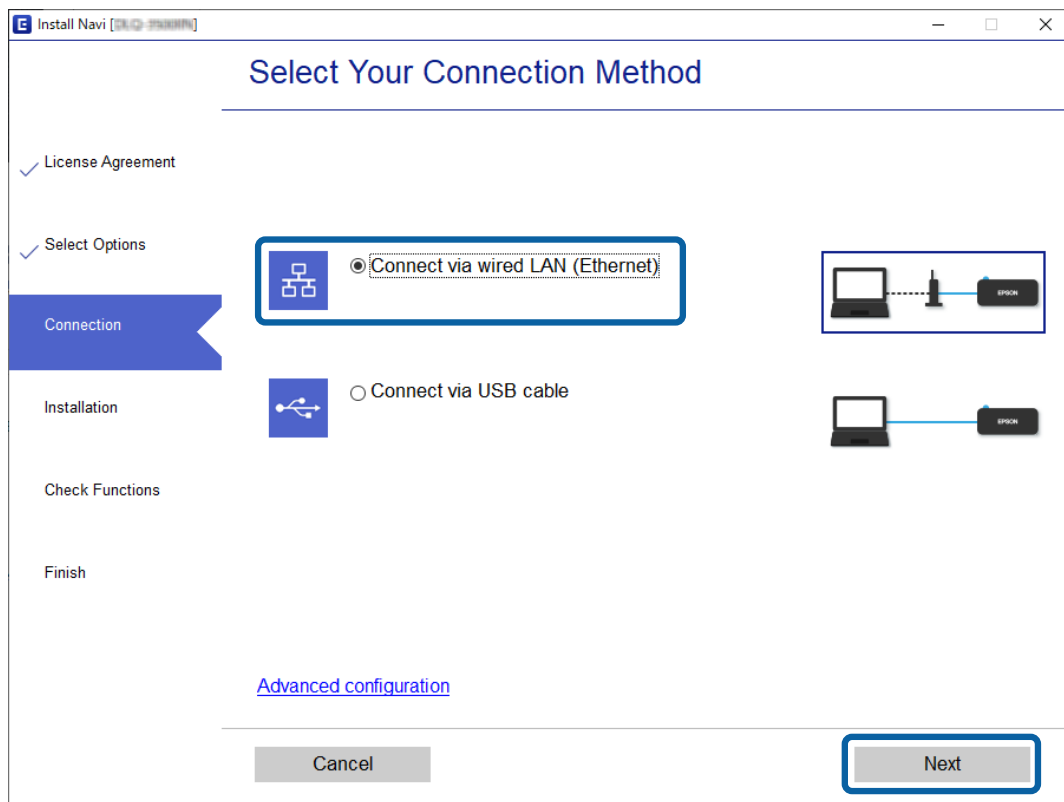 Install Navi [
Select Your Connection Method
License Agreement
Select Options
Connection
Installation
Check Functions
Finish
Connect via wired LAN (Ethernet)
EPSON
Connect via USB cable
EPSON
Advanced configuration
Cancel
Next